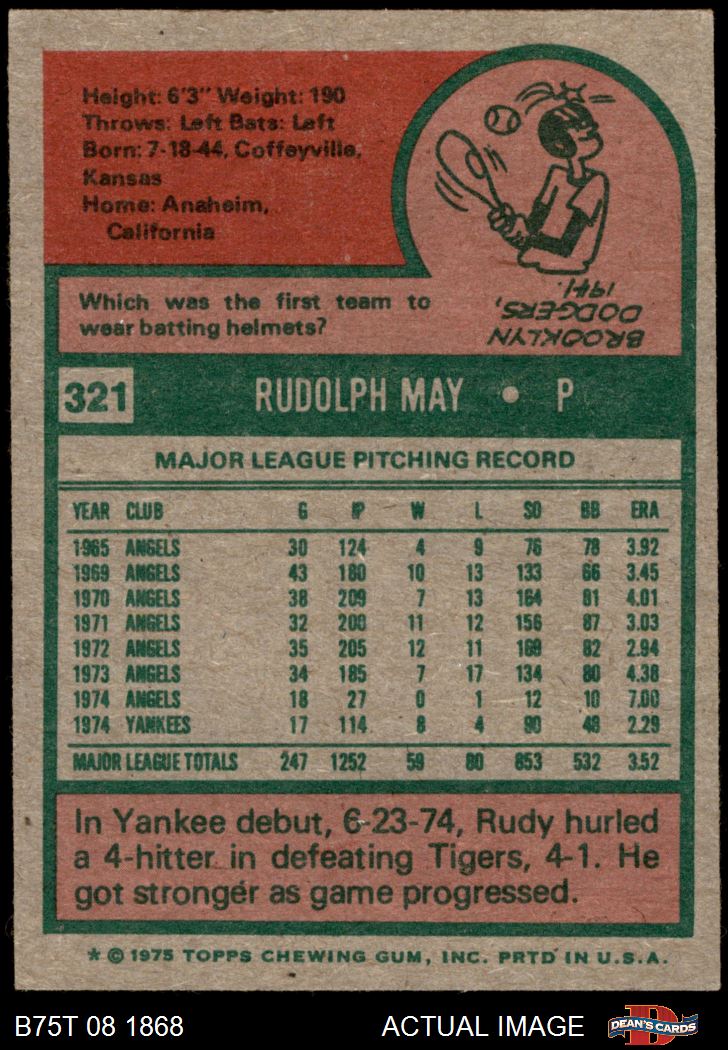 Height: 6'3" Weight: 190
Throws: Left Bats: Left
Born: 7-18-44, Coffeyville,
Kansas
Home: Anaheim,
California
Which was the first team to
wear batting helmets?
BROOKLYN
DODGERS,
1941.
321 RUDOLPH MAY • P
MAJOR LEAGUE PITCHING RECORD
YEAR CLUB G IP W L SO BB ERA
1965 ANGELS 30 124 4 9 76 78 3.92
1969 ANGELS 43 180 10 13 133 66 3.45
1970 ANGELS 38 209 7 13 164 81 4.01
1971 ANGELS 32 208 11 12 156 87 3.03
1972 ANGELS 35 205 12 11 169 82 2.94
1973 ANGELS 34 185 7 17 134 80 4.38
1974 ANGELS 18 27 0 1 12 10 7.00
1974 YANKEES 17 114 8 4 90 48 2.29
MAJOR LEAGUE TOTALS 247 1252 59 80 853 532 3.52
In Yankee debut, 6-23-74, Rudy hurled
a 4-hitter in defeating Tigers, 4-1. He
got stronger as game progressed.
* © 1975 TOPPS CHEWING GUM, INC. PRTD IN U.S.A.
B75T 08 1868 ACTUAL IMAGE DEAN'S CARDS